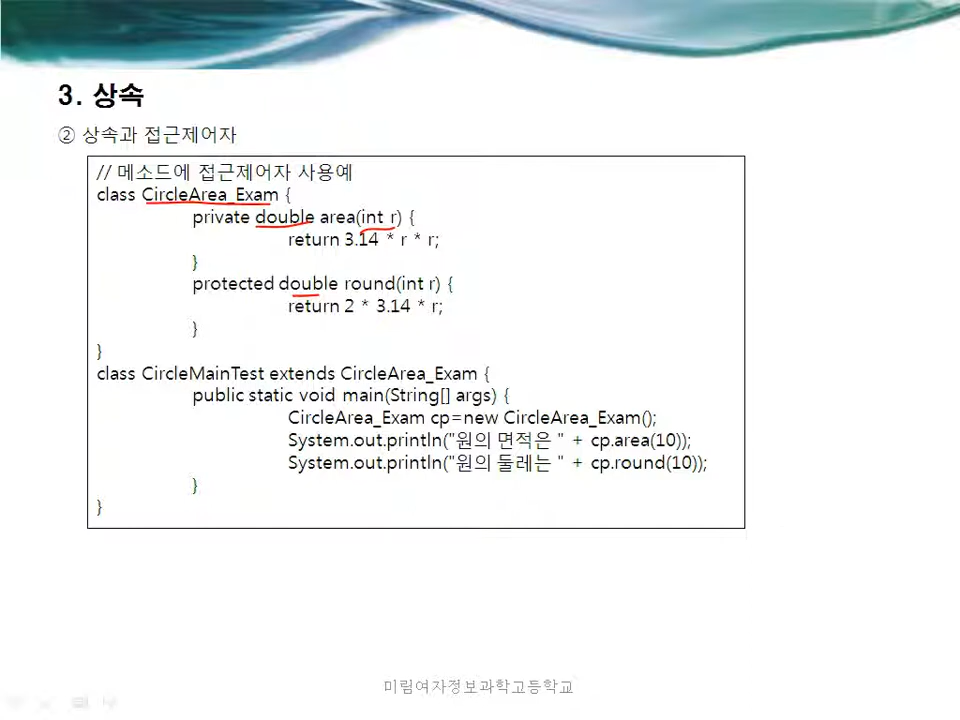 3. 상속
② 상속과 접근제어자
// 메소드에 접근제어자 사용예
class CircleArea_Exam {
private double area(int r) {
return 3.14 * r * r;
}
protected double round(int r) {
return 2 * 3.14 * r;
}
}
class CircleMainTest extends CircleArea_Exam {
public static void main(String[] args) {
CircleArea_Exam cp=new CircleArea_Exam();
System.out.println("원의 면적은 " + cp.area(10));
System.out.println("원의 둘레는 " + cp.round(10));
}
}
미림여자정보과학고등학교